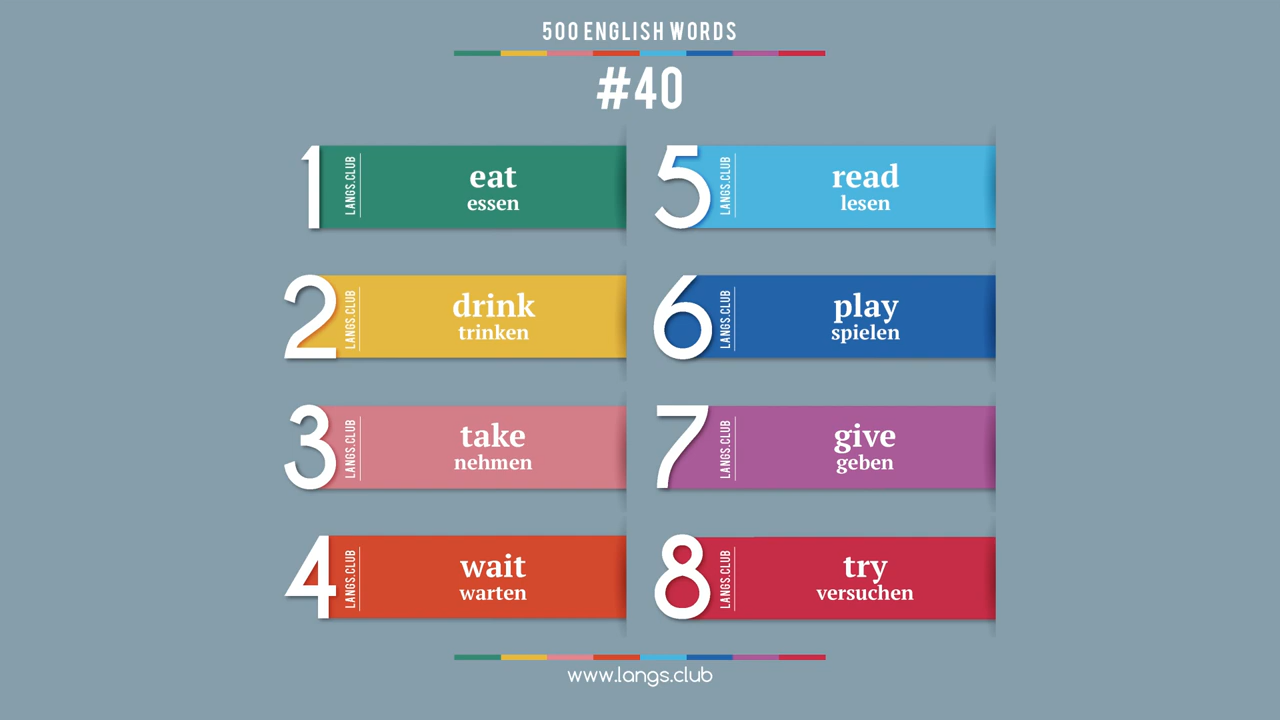 500 ENGLISH WORDS
#40
1
LANGS.CLUB
eat
essen
2
LANGS.CLUB
drink
trinken
3
LANGS.CLUB
take
nehmen
4
LANGS.CLUB
wait
warten
5
LANGS.CLUB
read
lesen
6
LANGS.CLUB
play
spielen
7
LANGS.CLUB
give
geben
8
LANGS.CLUB
try
versuchen
www.langs.club